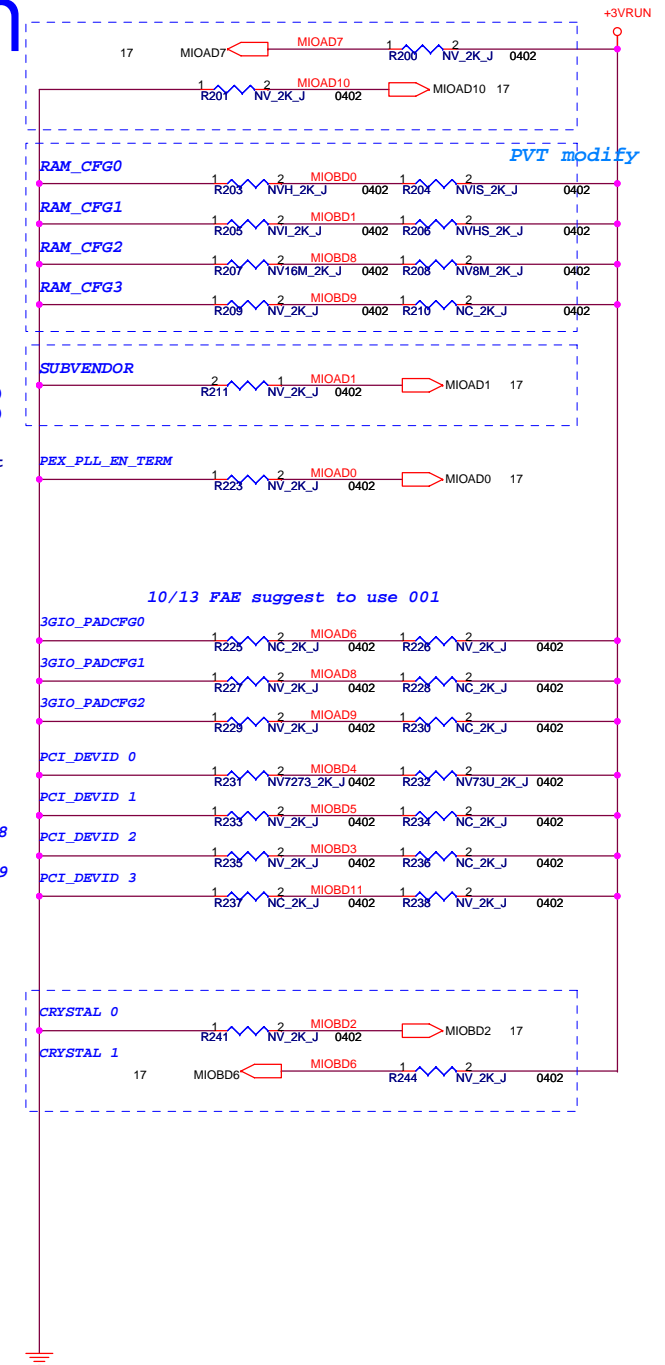 +3VRUN
17 MIOAD7 MIOAD7 1 2 R200 NV_2K_J 0402
1 2 R201 NV_2K_J MIOAD10 0402 MIOAD10 17
PVT modify
RAM_CFG0
1 2 R203 NVH_2K_J MIOBD0 0402 1 2 R204 NVIS_2K_J 0402
RAM_CFG1
1 2 R205 NVI_2K_J MIOBD1 0402 1 2 R206 NVHS_2K_J 0402
RAM_CFG2
1 2 R207 NV16M_2K_J MIOBD8 0402 1 2 R208 NV8M_2K_J 0402
RAM_CFG3
1 2 R209 NV_2K_J MIOBD9 0402 1 2 R210 NC_2K_J 0402
SUBVENDOR
2 1 R211 NV_2K_J MIOAD1 0402 MIOAD1 17
PEX_PLL_EN_TERM
1 2 R223 NV_2K_J MIOAD0 0402 MIOAD0 17
10/13 FAE suggest to use 001
3GIO_PADCFG0
1 2 R225 NC_2K_J MIOAD6 0402 1 2 R226 NV_2K_J 0402
3GIO_PADCFG1
1 2 R227 NV_2K_J MIOAD8 0402 1 2 R228 NC_2K_J 0402
3GIO_PADCFG2
1 2 R229 NV_2K_J MIOAD9 0402 1 2 R230 NC_2K_J 0402
PCI_DEVID 0
1 2 R231 NV7273_2K_J MIOBD4 0402 1 2 R232 NV73U_2K_J 0402
PCI_DEVID 1
1 2 R233 NV_2K_J MIOBD5 0402 1 2 R234 NC_2K_J 0402
8
PCI_DEVID 2
1 2 R235 NV_2K_J MIOBD3 0402 1 2 R236 NC_2K_J 0402
9
PCI_DEVID 3
1 2 R237 NC_2K_J MIOBD11 0402 1 2 R238 NV_2K_J 0402
CRYSTAL 0
1 2 R241 NV_2K_J MIOBD2 0402 MIOBD2 17
CRYSTAL 1
17 MIOBD6 MIOBD6 1 2 R244 NV_2K_J 0402